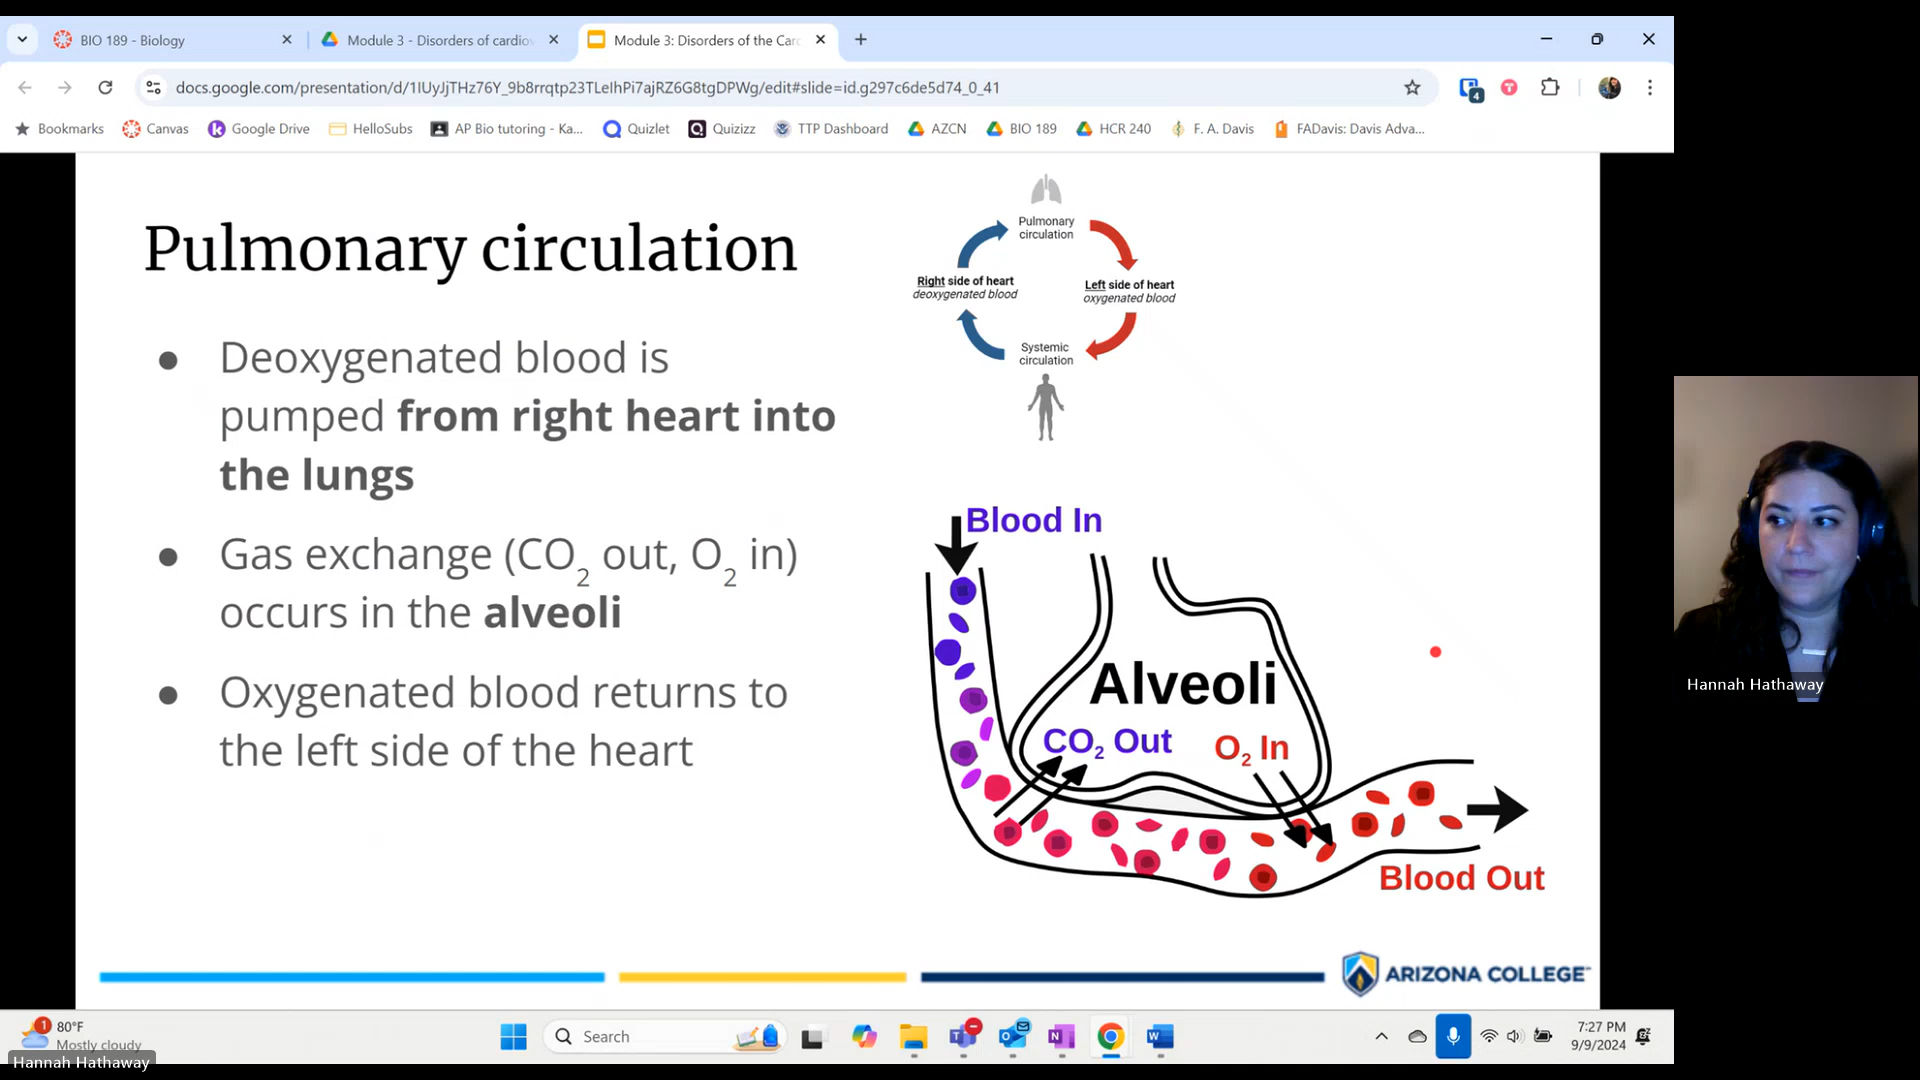 BIO 189 - Biology
Module 3 - Disorders of cardiov
Module 3: Disorders of the Card
docs.google.com/presentation/d/1IUyJjTHz76Y_9b8rrqtp23TLeIhPi7ajRZ6G8tgDPWg/edit#slide=id.g297c6de5d74_0_41
4
T
Bookmarks
Canvas
Google Drive
HelloSubs
AP Bio tutoring - Ka...
Quizlet
Quizizz
TTP Dashboard
AZCN
BIO 189
HCR 240
F. A. Davis
FADavis: Davis Adva...
Pulmonary circulation
Deoxygenated blood is
pumped from right heart into
the lungs
Gas exchange (CO2 out, O2 in)
occurs in the alveoli
Oxygenated blood returns to
the left side of the heart
Pulmonary
circulation
Right side of heart
deoxygenated blood
Left side of heart
oxygenated blood
Systemic
circulation
Blood In
Alveoli
CO2 Out
O2 In
Blood Out
ARIZONA COLLEGE
Hannah Hathaway
1
80°F
Mostly cloudy
Search
7:27 PM
9/9/2024
Hannah Hathaway